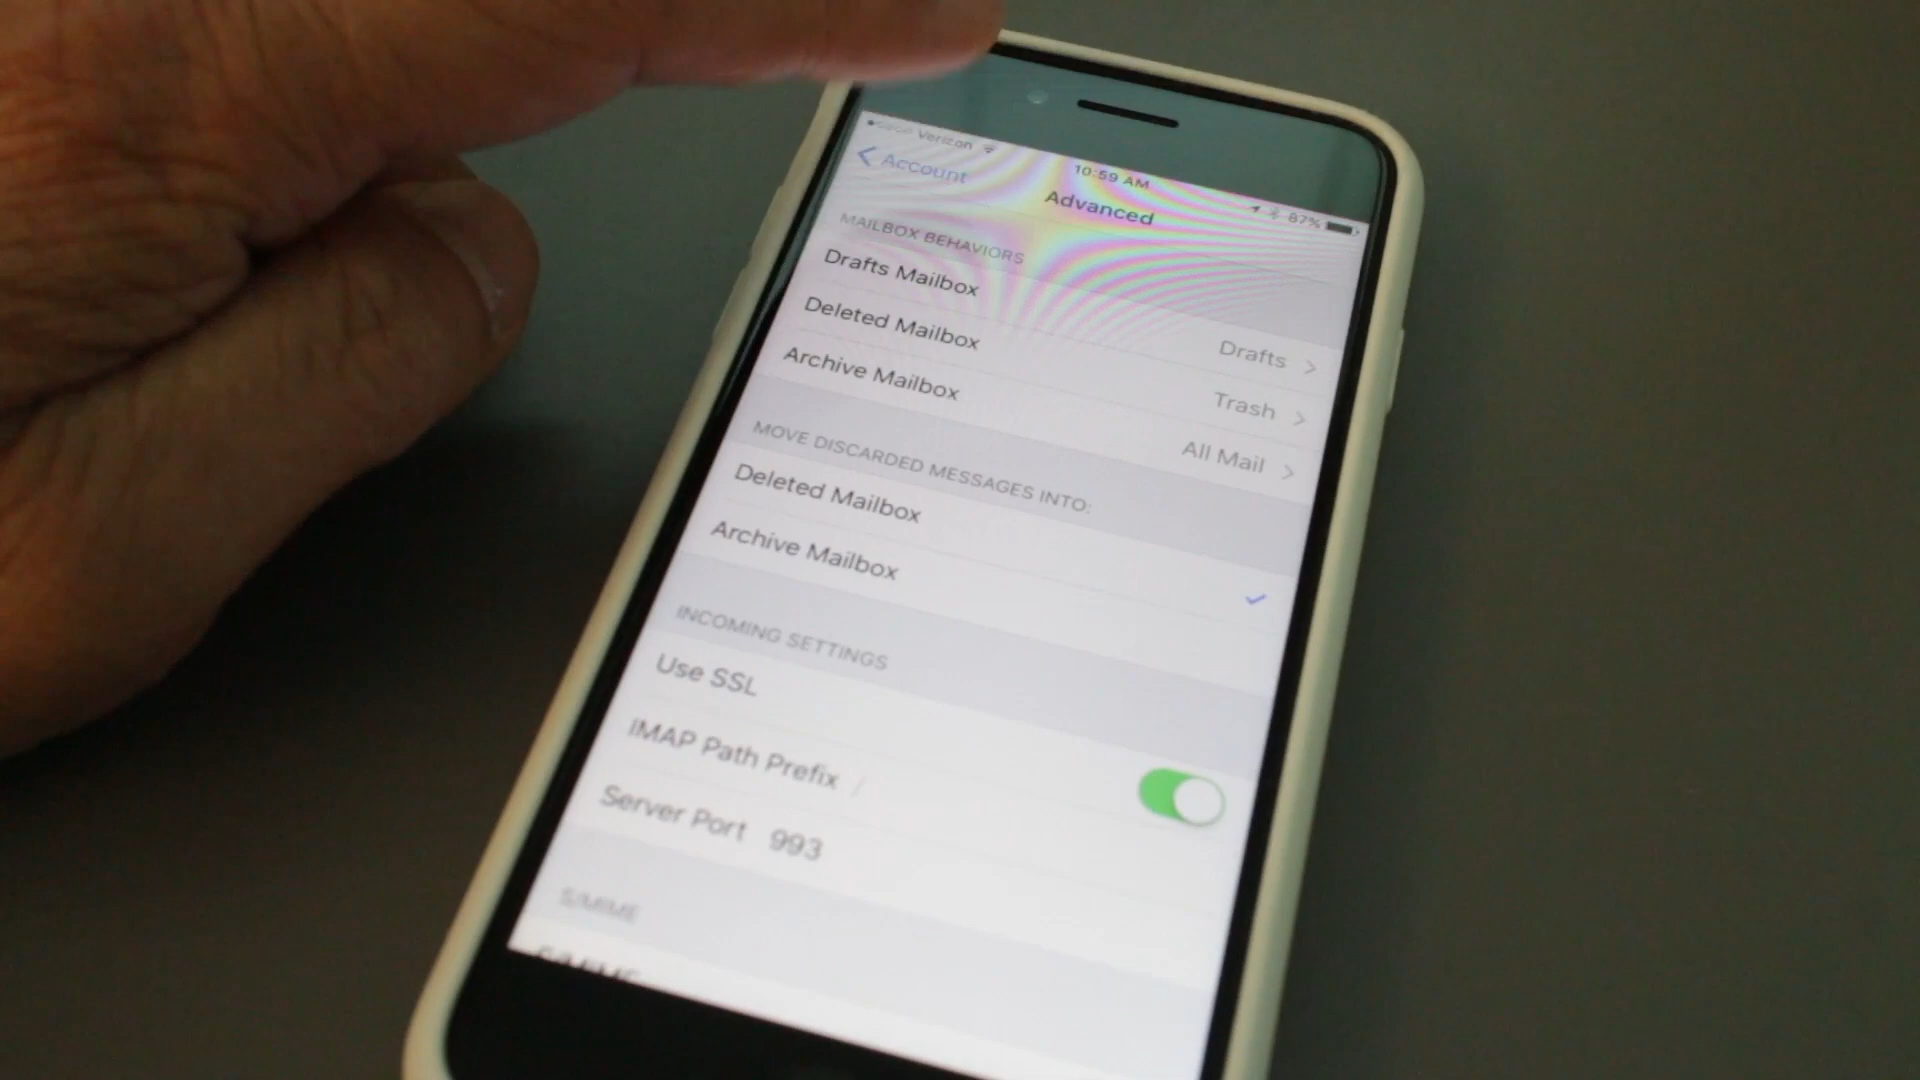 Verizon
10:59 AM
87%
Account
Advanced
MAILBOX BEHAVIORS
Drafts Mailbox Drafts
Deleted Mailbox Trash
Archive Mailbox All Mail
MOVE DISCARDED MESSAGES INTO:
Deleted Mailbox
Archive Mailbox
INCOMING SETTINGS
Use SSL
IMAP Path Prefix /
Server Port 993
S/MIME
S/MIME